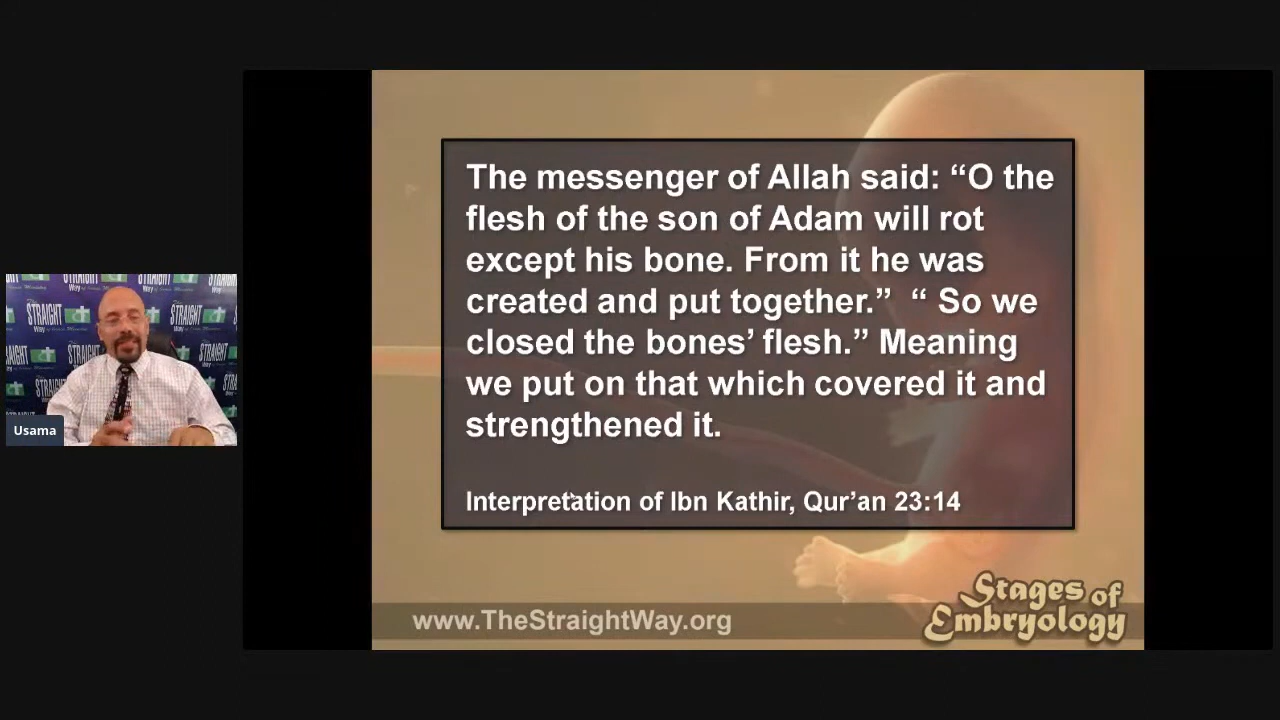 The messenger of Allah said: “O the
flesh of the son of Adam will rot
except his bone. From it he was
created and put together.” “ So we
closed the bones’ flesh.” Meaning
we put on that which covered it and
strengthened it.
Interpretation of Ibn Kathir, Qur’an 23:14
www.TheStraightWay.org
Stages of
Embryology
STRAIGHT
Usama